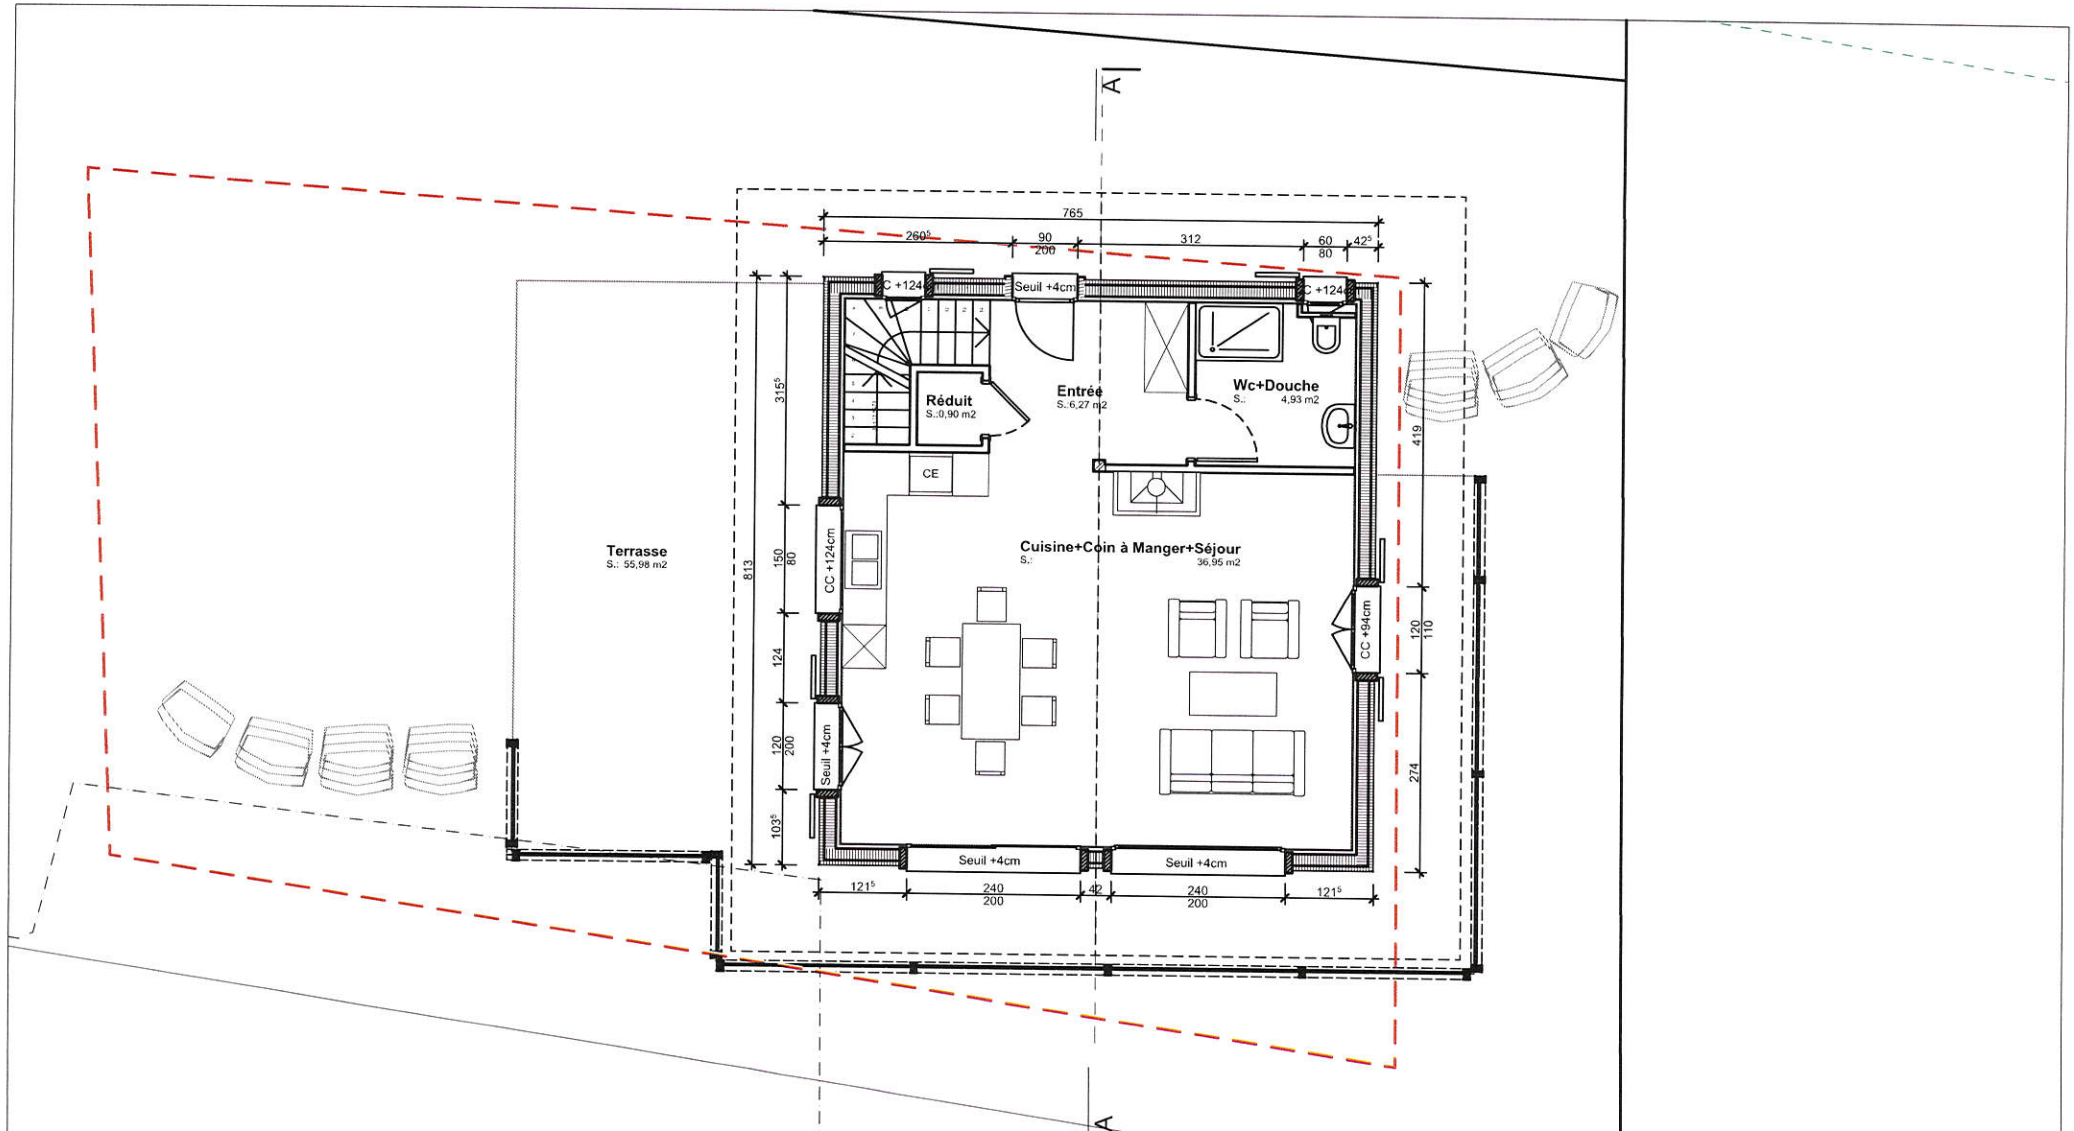 A
765
260⁵
90
200
312
60
80
42⁵
C +124
Seuil +4cm
C +124
315⁵
Réduit
S.:0,90 m2
Entrée
S.:6,27 m2
Wc+Douche
S.: 4,93 m2
419
CE
Terrasse
S.: 55,98 m2
813
150
80
CC +124cm
Cuisine+Coin à Manger+Séjour
S.: 36,95 m2
124
120
110
CC +94cm
120
200
Seuil +4cm
274
103⁵
Seuil +4cm
Seuil +4cm
121⁵
240
200
42
240
200
121⁵
A